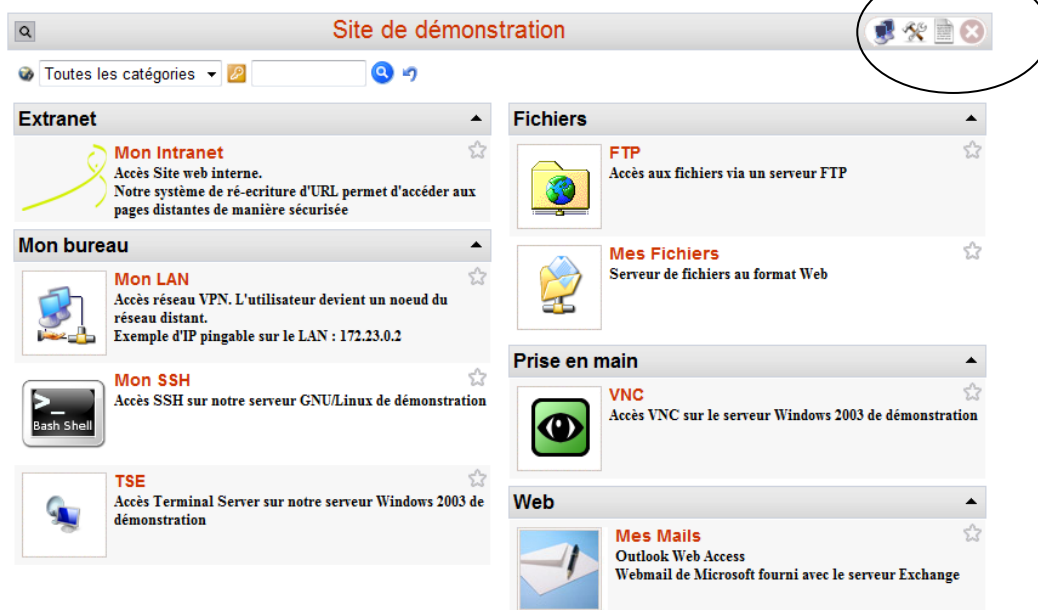 Site de démonstration
Toutes les catégories
Extranet
Mon Intranet
Accès Site web interne.
Notre système de ré-ecriture d'URL permet d'accéder aux
pages distantes de manière sécurisée
Mon bureau
Mon LAN
Accès réseau VPN. L'utilisateur devient un noeud du
réseau distant.
Exemple d'IP pingable sur le LAN : 172.23.0.2
>_
Bash Shell
Mon SSH
Accès SSH sur notre serveur GNU/Linux de démonstration
TSE
Accès Terminal Server sur notre serveur Windows 2003 de
démonstration
Fichiers
FTP
Accès aux fichiers via un serveur FTP
Mes Fichiers
Serveur de fichiers au format Web
Prise en main
VNC
Accès VNC sur le serveur Windows 2003 de démonstration
Web
Mes Mails
Outlook Web Access
Webmail de Microsoft fourni avec le serveur Exchange